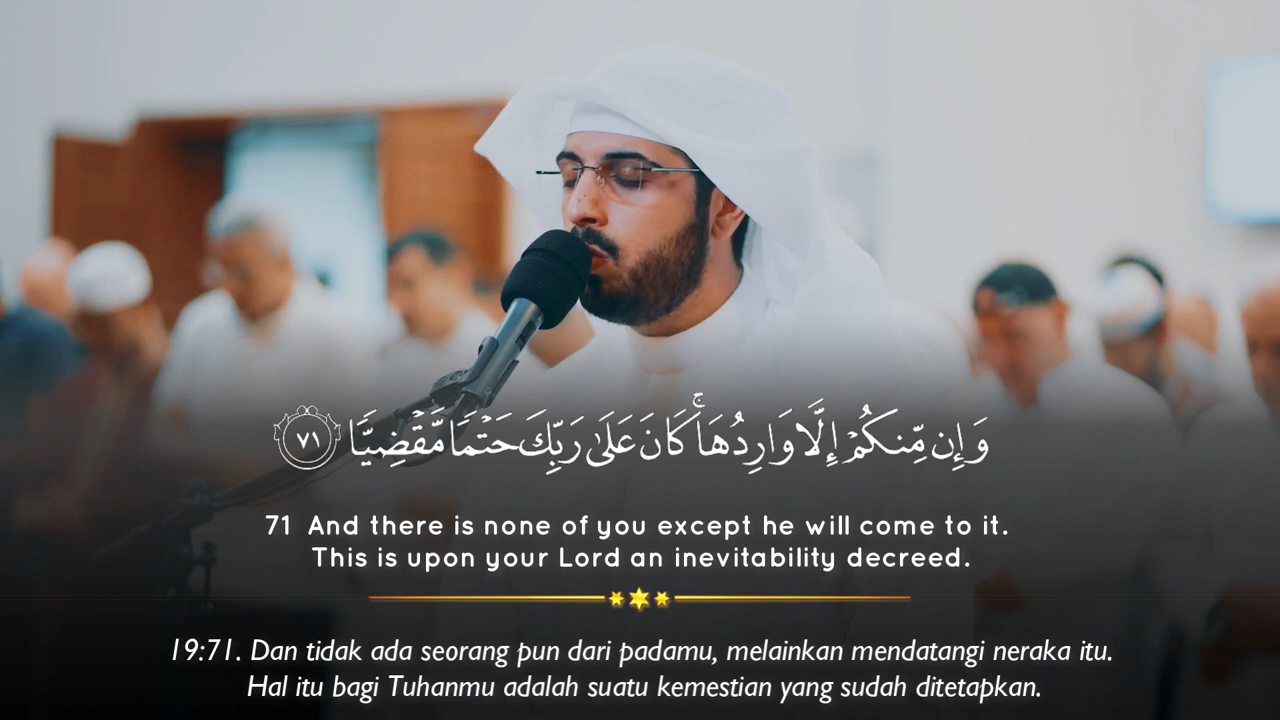 وَإِن مِّنكُمْ إِلَّا وَارِدُهَا ۚ كَانَ عَلَىٰ رَبِّكَ حَتْمًا مَّقْضِيًّا ٧١
71 And there is none of you except he will come to it.
This is upon your Lord an inevitability decreed.
19:71. Dan tidak ada seorang pun dari padamu, melainkan mendatangi neraka itu.
Hal itu bagi Tuhanmu adalah suatu kemestian yang sudah ditetapkan.